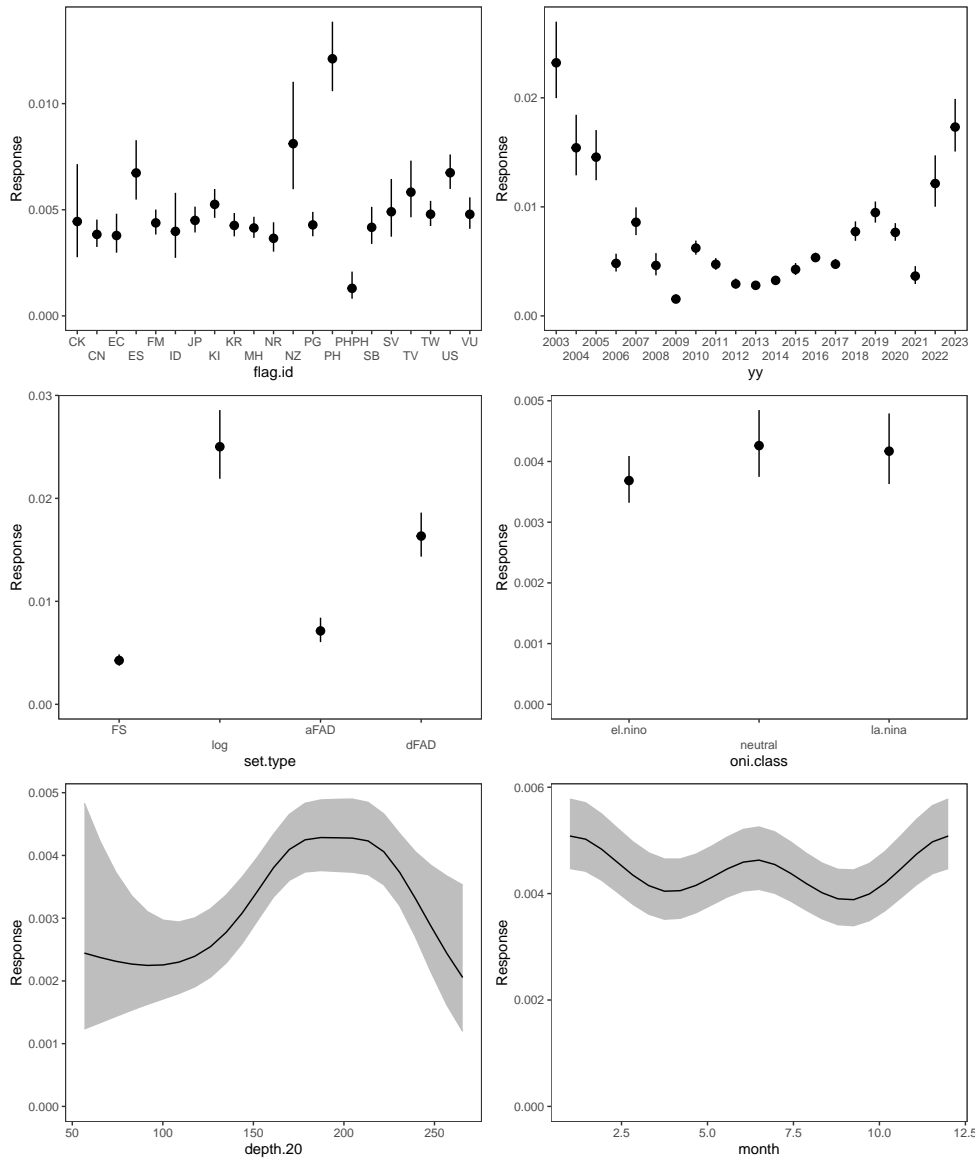 0.010
0.005
0.000
Response
CK EC FM JP KR NR PG PHPH SV TW VU
CN ES ID KI MH NZ PH SB TV US
flag.id
0.02
0.01
0.00
Response
2003 2005 2007 2009 2011 2013 2015 2017 2019 2021 2023
2004 2006 2008 2010 2012 2014 2016 2018 2020 2022
yy
0.03
0.02
0.01
0.00
Response
FS aFAD
log dFAD
set.type
0.005
0.004
0.003
0.002
0.001
0.000
Response
el.nino la.nina
neutral
oni.class
0.005
0.004
0.003
0.002
0.001
0.000
Response
50 100 150 200 250
depth.20
0.006
0.004
0.002
0.000
Response
2.5 5.0 7.5 10.0 12.5
month